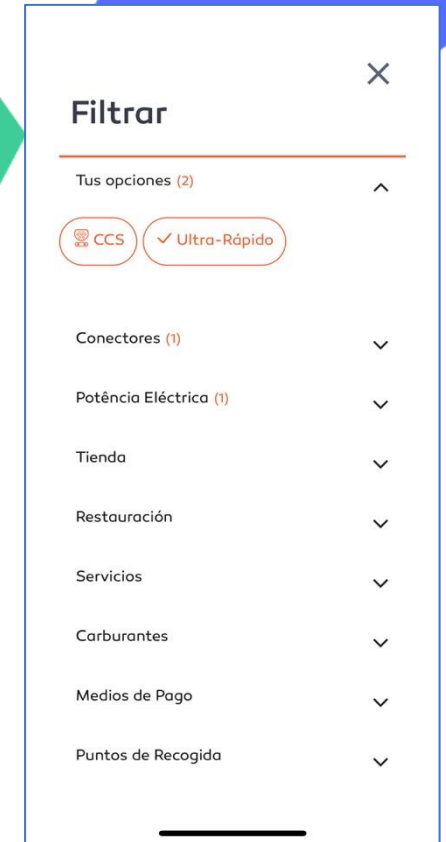 Filtrar
Tus opciones (2)
CCS Ultra-Rápido
Conectores (1)
Potência Eléctrica (1)
Tienda
Restauración
Servicios
Carburantes
Medios de Pago
Puntos de Recogida